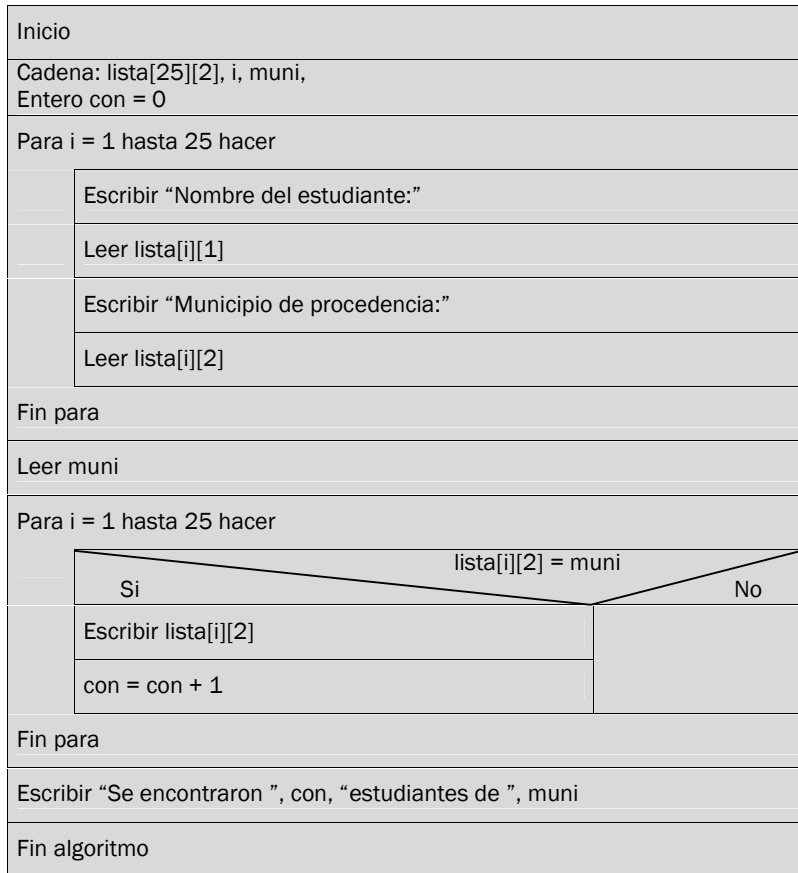 Inicio
Cadena: lista[25][2], i, muni,
Entero con = 0
Para i = 1 hasta 25 hacer
Escribir “Nombre del estudiante:”
Leer lista[i][1]
Escribir “Municipio de procedencia:”
Leer lista[i][2]
Fin para
Leer muni
Para i = 1 hasta 25 hacer
lista[i][2] = muni
Si No
Escribir lista[i][2]
con = con + 1
Fin para
Escribir “Se encontraron ”, con, “estudiantes de ”, muni
Fin algoritmo